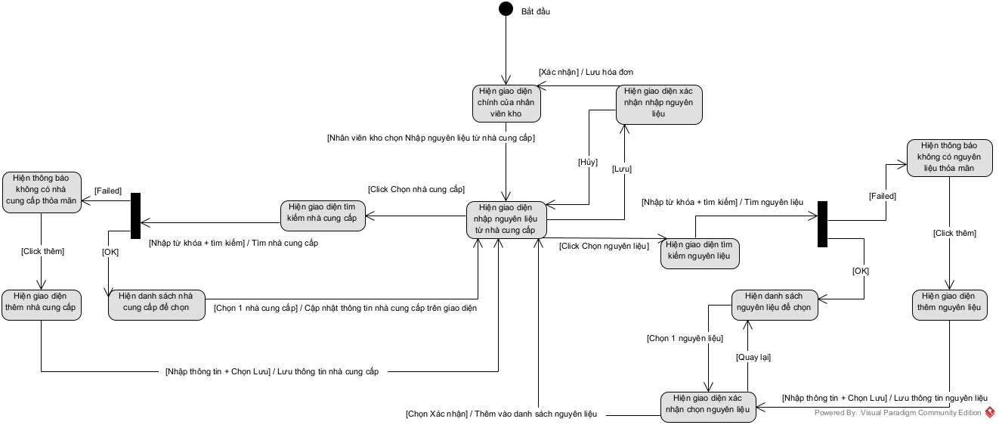 Bắt đầu
[Xác nhận] / Lưu hóa đơn
Hiện giao diện
chính của nhân
viên kho
Hiện giao diện xác
nhận nhập nguyên
liệu
[Nhân viên kho chọn Nhập nguyên liệu từ nhà cung cấp]
[Hủy]
[Lưu]
Hiện thông báo
không có nguyên
liệu thỏa mãn
Hiện thông báo
không có nhà
cung cấp thỏa mãn
[Failed]
[Click Chọn nhà cung cấp]
Hiện giao diện tìm
kiếm nhà cung cấp
Hiện giao diện
nhập nguyên liệu
từ nhà cung cấp
[Nhập từ khóa + tìm kiếm] / Tìm nguyên liệu
[Failed]
[Nhập từ khóa + tìm kiếm] / Tìm nhà cung cấp
[Click Chọn nguyên liệu]
Hiện giao diện tìm
kiếm nguyên liệu
[Click thêm]
[Click thêm]
[OK]
[OK]
Hiện giao diện
thêm nhà cung cấp
Hiện danh sách nhà
cung cấp để chọn
[Chọn 1 nhà cung cấp] / Cập nhật thông tin nhà cung cấp trên giao diện
Hiện danh sách
nguyên liệu để chọn
Hiện giao diện
thêm nguyên liệu
[Chọn 1 nguyên liệu]
[Quay lại]
[Nhập thông tin + Chọn Lưu] / Lưu thông tin nhà cung cấp
Hiện giao diện xác
nhận chọn nguyên liệu
[Nhập thông tin + Chọn Lưu] / Lưu thông tin nguyên liệu
[Chọn Xác nhận] / Thêm vào danh sách nguyên liệu
Powered By□Visual Paradigm Community Edition